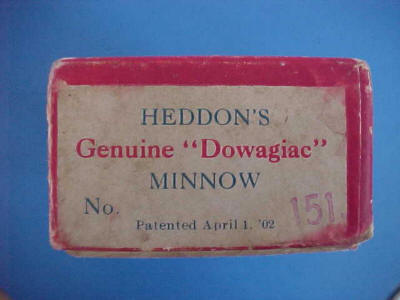 HEDDON'S
Genuine "Dowagiac"
MINNOW
No. 151
Patented April 1, '02